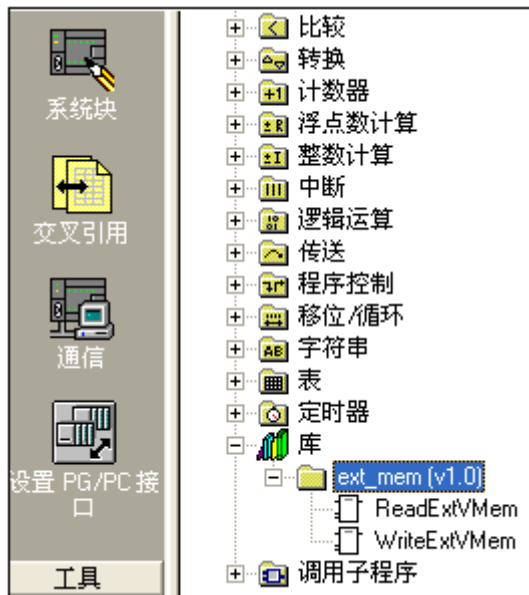 系统块
交叉引用
通信
设置 PG/PC 接
口
工具
比较
转换
计数器
浮点数计算
整数计算
中断
逻辑运算
传送
程序控制
移位/循环
字符串
表
定时器
库
ext_mem (v1.0)
ReadExtVMem
WriteExtVMem
调用子程序